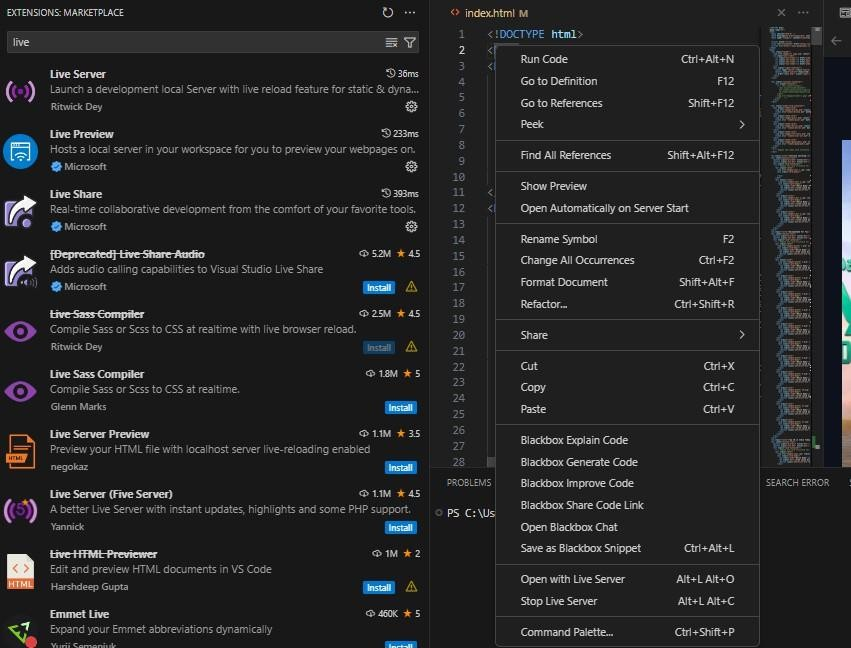 EXTENSIONS: MARKETPLACE
live
Live Server 36ms
Launch a development local Server with live reload feature for static & dyna...
Ritwick Dey
Live Preview 233ms
Hosts a local server in your workspace for you to preview your webpages on.
Microsoft
Live Share 393ms
Real-time collaborative development from the comfort of your favorite tools.
Microsoft
[Deprecated] Live Share Audio 5.2M ★ 4.5
Adds audio calling capabilities to Visual Studio Live Share
Microsoft Install
Live Sass Compiler 2.5M ★ 4.5
Compile Sass or Scss to CSS at realtime with live browser reload.
Ritwick Dey Install
Live Sass Compiler 1.8M ★ 5
Compile Sass or Scss to CSS at realtime.
Glenn Marks Install
Live Server Preview 1.1M ★ 3.5
Preview your HTML file with localhost server live-reloading enabled
negokaz Install
HTML
Live Server (Five Server) 1.1M ★ 4.5
A better Live Server with instant updates, highlights and some PHP support.
Yannick Install
5
Live HTML Previewer 1M ★ 2
Edit and preview HTML documents in VS Code
Harshdeep Gupta Install
HTML
Emmet Live 460K ★ 5
Expand your Emmet abbreviations dynamically
Yurii Semeniuk Install
index.html M
1 <!DOCTYPE html>
2 <
3 <
4
5
6
7
8
9
10
11 <
12 <
13
14
15
16
17
18
19
20
21
22
23
24
25
26
27
28
Run Code Ctrl+Alt+N
Go to Definition F12
Go to References Shift+F12
Peek >
Find All References Shift+Alt+F12
Show Preview
Open Automatically on Server Start
Rename Symbol F2
Change All Occurrences Ctrl+F2
Format Document Shift+Alt+F
Refactor... Ctrl+Shift+R
Share >
Cut Ctrl+X
Copy Ctrl+C
Paste Ctrl+V
Blackbox Explain Code
Blackbox Generate Code
Blackbox Improve Code
Blackbox Share Code Link
Open Blackbox Chat
Save as Blackbox Snippet Ctrl+Alt+L
Open with Live Server Alt+L Alt+O
Stop Live Server Alt+L Alt+C
Command Palette... Ctrl+Shift+P
PROBLEMS
SEARCH ERROR
PS C:\Us